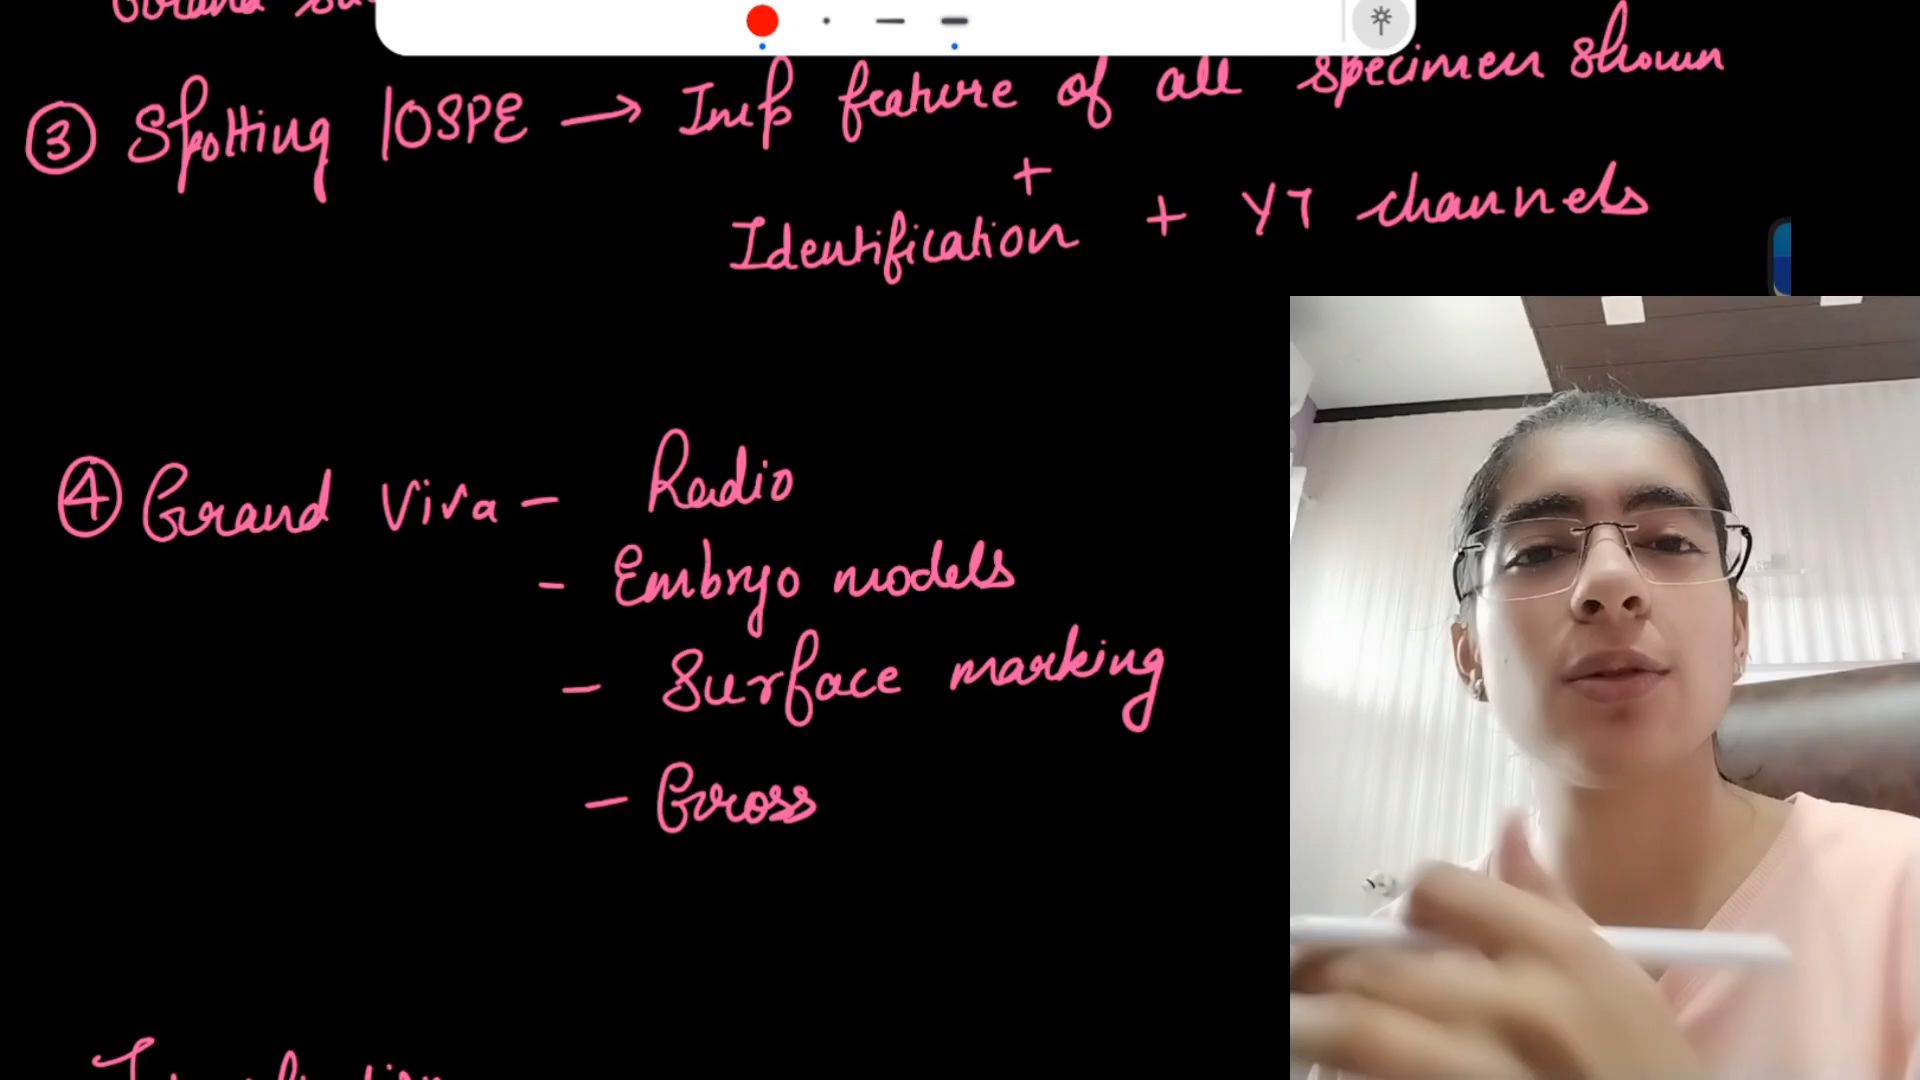 ③ Spotting / OSPE → Imp feature of all specimen shown
+
Identification + YT channels
④ Grand Viva - Radio
- Embryo models
- Surface marking
- Gross